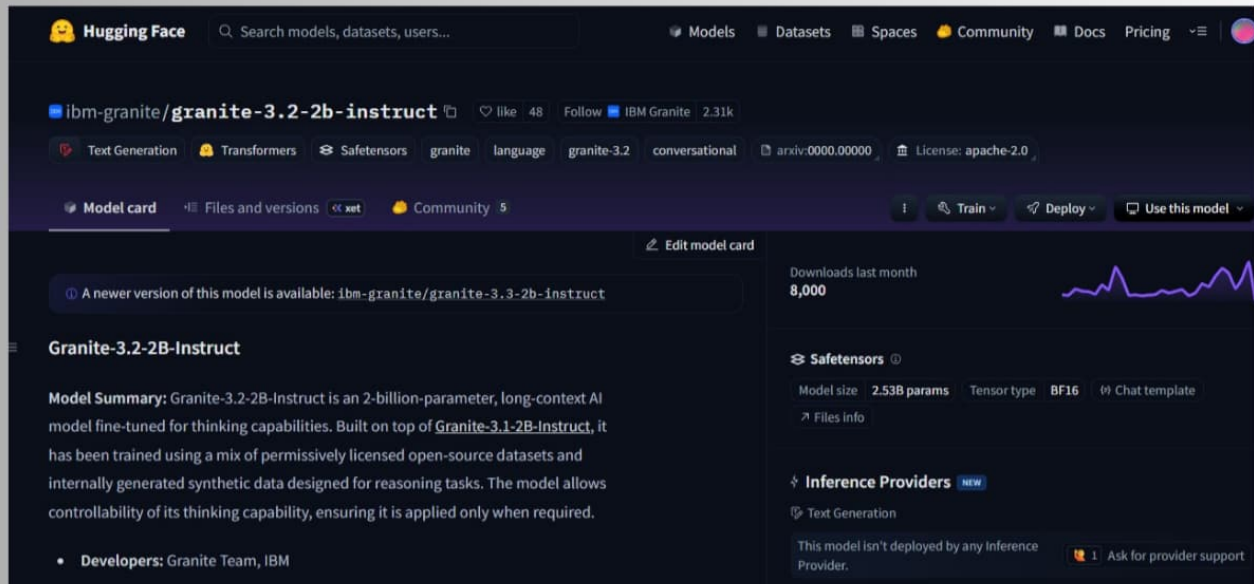 Hugging Face Search models, datasets, users... Models Datasets Spaces Community Docs Pricing
ibm-granite/granite-3.2-2b-instruct like 48 Follow IBM Granite 2.31k
Text Generation Transformers Safetensors granite language granite-3.2 conversational arxiv:0000.00000 License: apache-2.0
Model card Files and versions xet Community 5 Train Deploy Use this model
Edit model card
A newer version of this model is available: ibm-granite/granite-3.3-2b-instruct
Granite-3.2-2B-Instruct
Model Summary: Granite-3.2-2B-Instruct is an 2-billion-parameter, long-context AI
model fine-tuned for thinking capabilities. Built on top of Granite-3.1-2B-Instruct, it
has been trained using a mix of permissively licensed open-source datasets and
internally generated synthetic data designed for reasoning tasks. The model allows
controllability of its thinking capability, ensuring it is applied only when required.
• Developers: Granite Team, IBM
Downloads last month
8,000
Safetensors
Model size 2.53B params Tensor type BF16 Chat template
Files info
Inference Providers NEW
Text Generation
This model isn't deployed by any Inference
Provider.
1 Ask for provider support